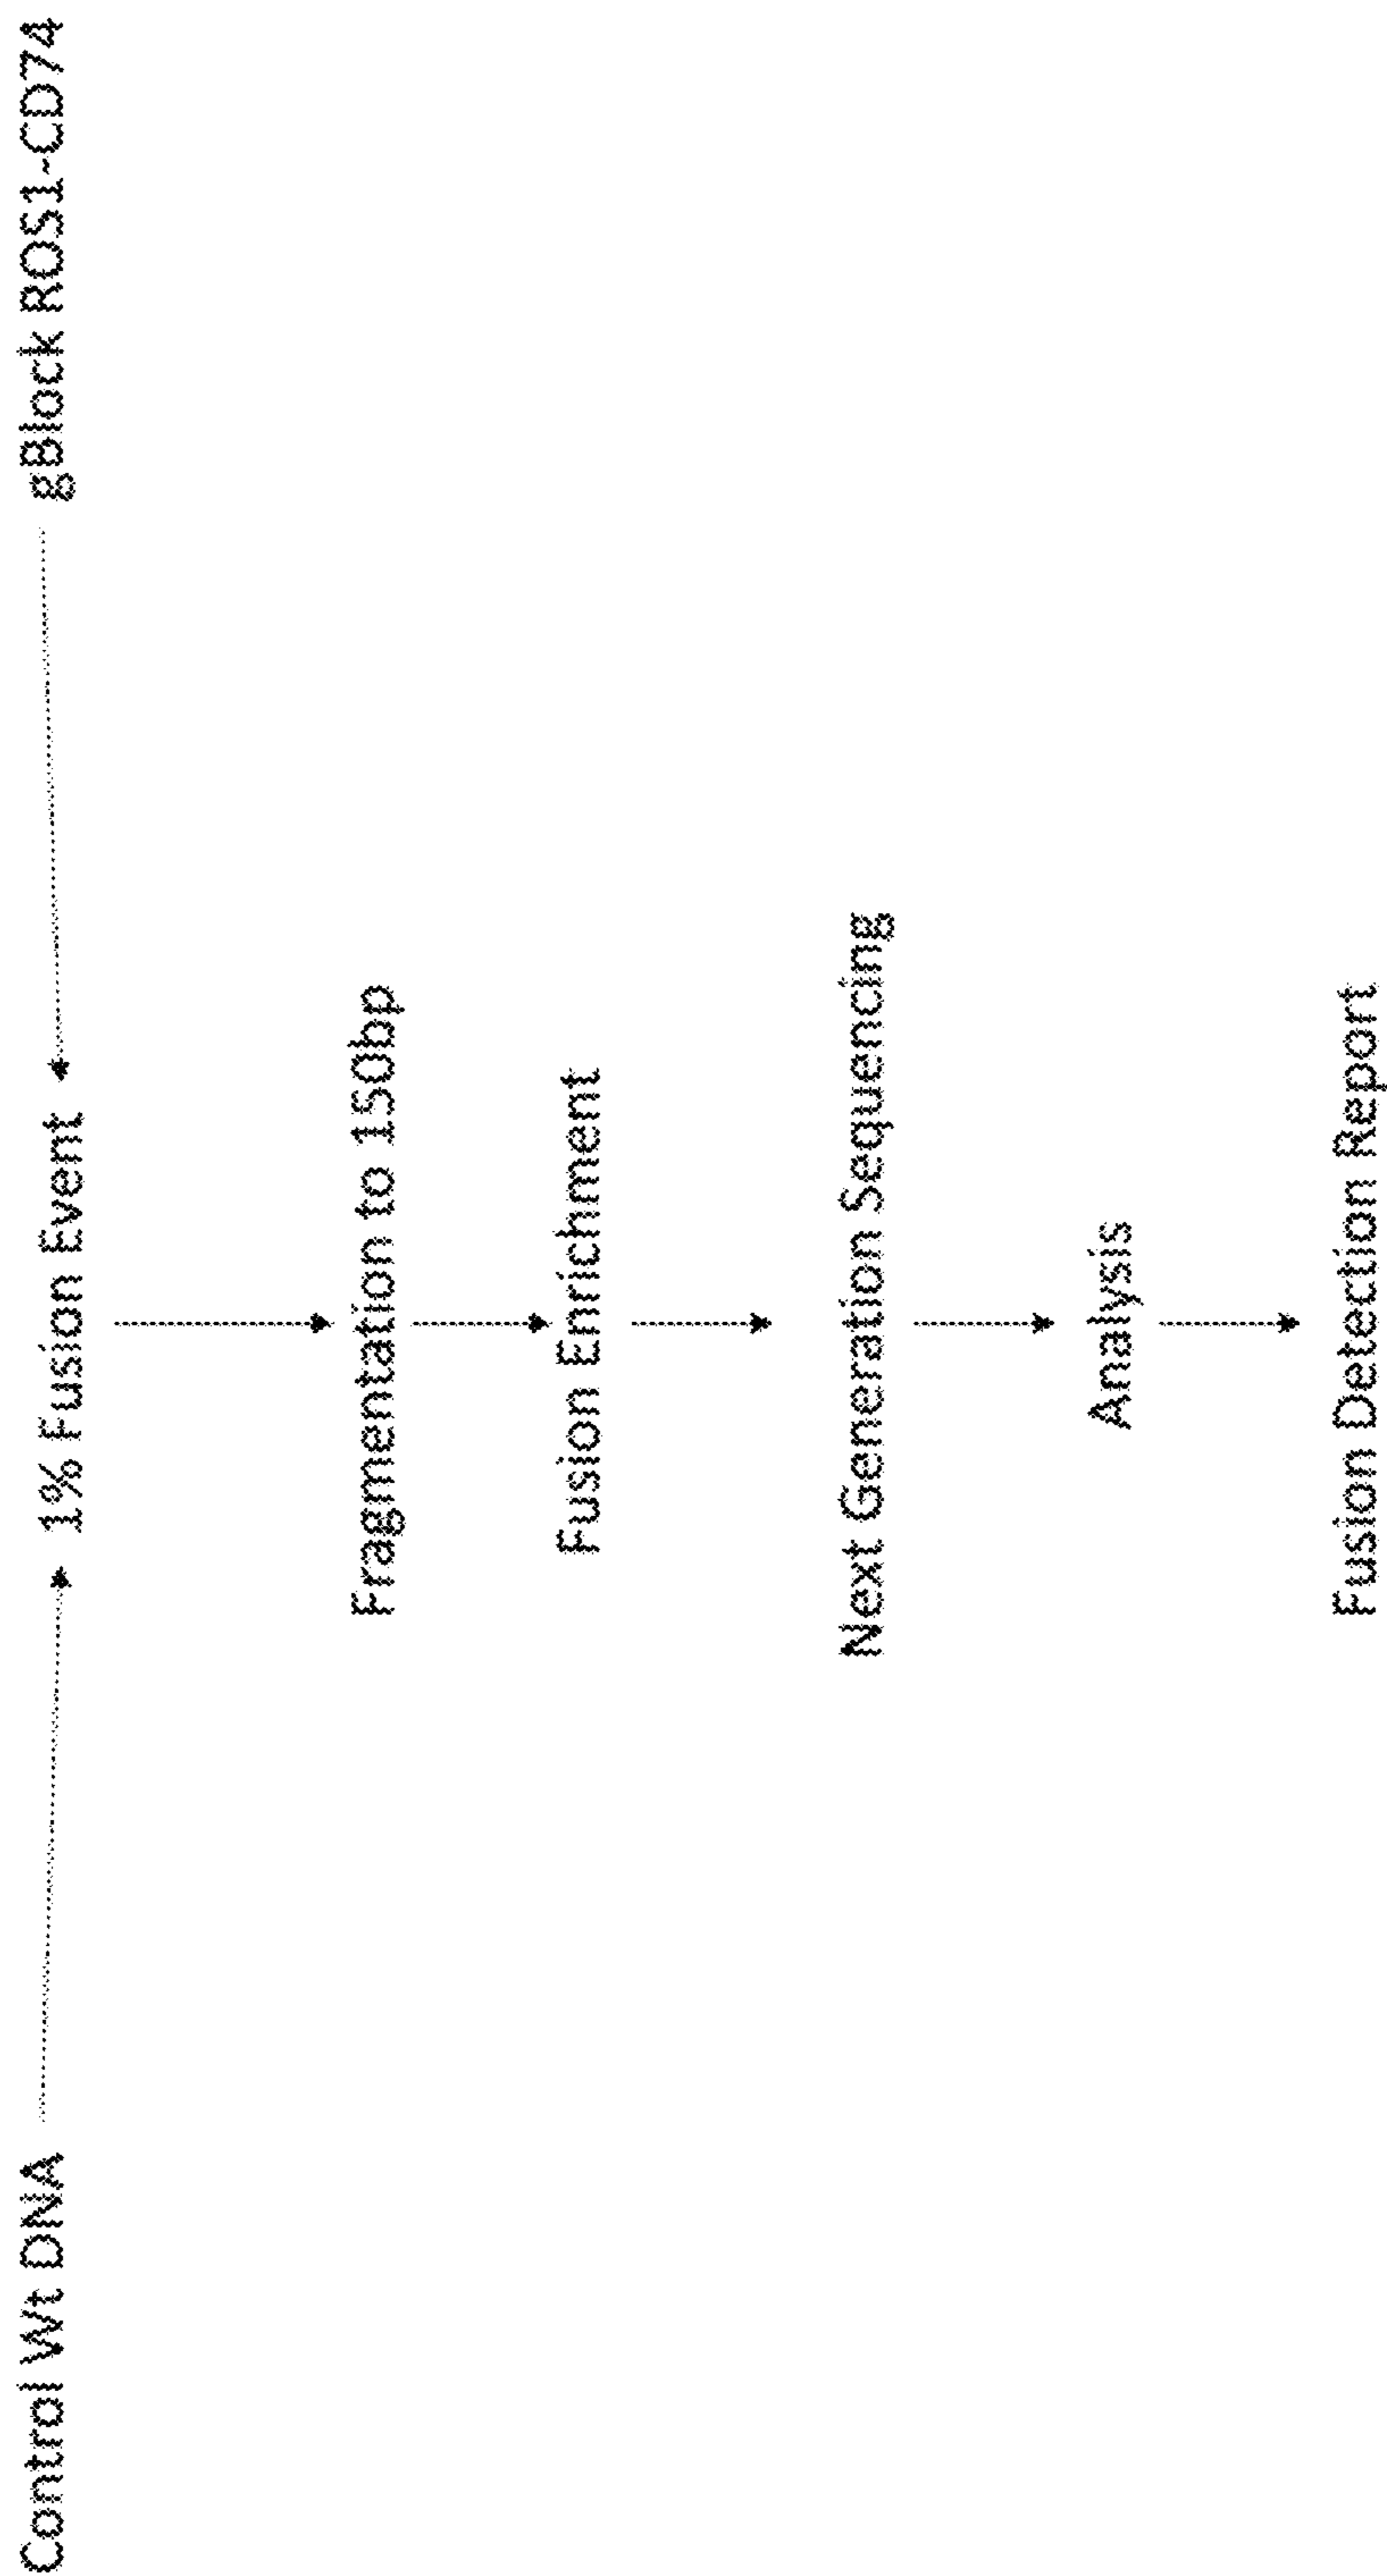 Control Wt DNA
1% Fusion Event
gBlock ROS1-CD74
Fragmentation to 150bp
Fusion Enrichment
Next Generation Sequencing
Analysis
Fusion Detection Report